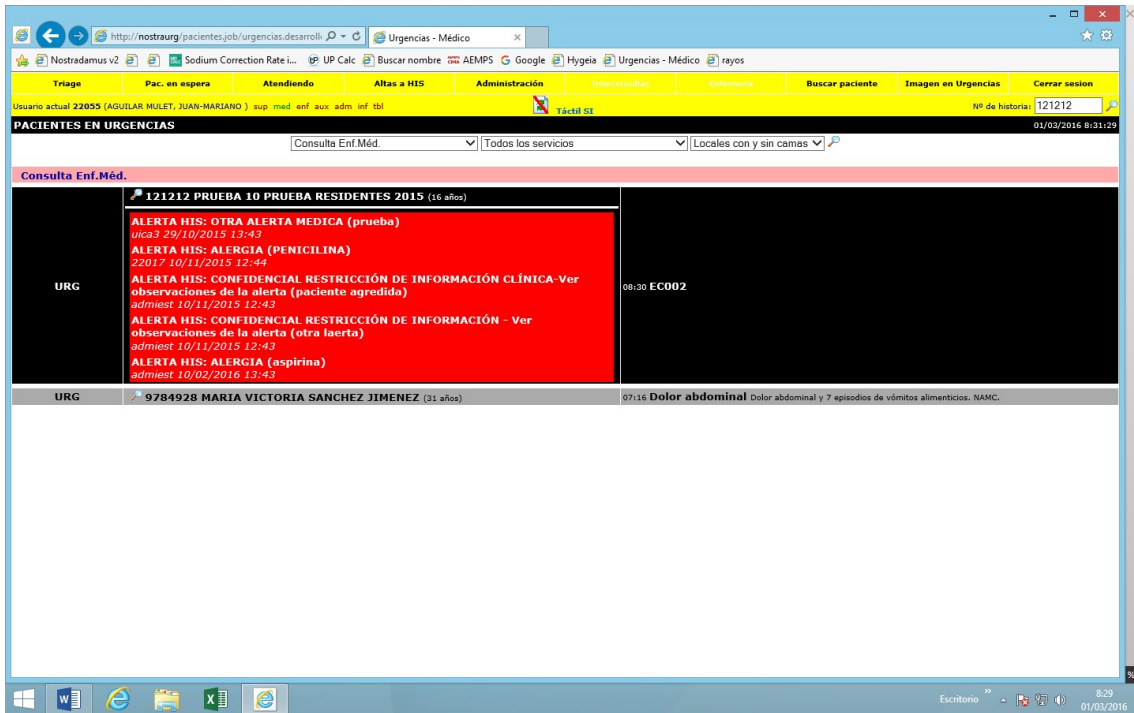 http://nostraurg/pacientes.job/urgencias.desarroll
Urgencias - Médico
Nostradamus v2 Sodium Correction Rate i... UP Calc Buscar nombre AEMPS Google Hygeia Urgencias - Médico rayos
Triage Pac. en espera Atendiendo Altas a HIS Administración Interconsultas Enfermería Buscar paciente Imagen en Urgencias Cerrar sesion
Usuario actual 22055 (AGUILAR MULET, JUAN-MARIANO ) sup med enf aux adm inf tbl Táctil SI Nº de historia: 121212
PACIENTES EN URGENCIAS 01/03/2016 8:31:29
Consulta Enf.Méd. Todos los servicios Locales con y sin camas
Consulta Enf.Méd.
121212 PRUEBA 10 PRUEBA RESIDENTES 2015 (16 años)
ALERTA HIS: OTRA ALERTA MEDICA (prueba)
uica3 29/10/2015 13:43
ALERTA HIS: ALERGIA (PENICILINA)
22017 10/11/2015 12:44
ALERTA HIS: CONFIDENCIAL RESTRICCIÓN DE INFORMACIÓN CLÍNICA-Ver
observaciones de la alerta (paciente agredida)
admiest 10/11/2015 12:43
ALERTA HIS: CONFIDENCIAL RESTRICCIÓN DE INFORMACIÓN - Ver
observaciones de la alerta (otra laerta)
admiest 10/11/2015 12:43
ALERTA HIS: ALERGIA (aspirina)
admiest 10/02/2016 13:43
URG
08:30 EC002
URG 9784928 MARIA VICTORIA SANCHEZ JIMENEZ (31 años) 07:16 Dolor abdominal Dolor abdominal y 7 episodios de vómitos alimenticios. NAMC.
Escritorio 8:29
01/03/2016